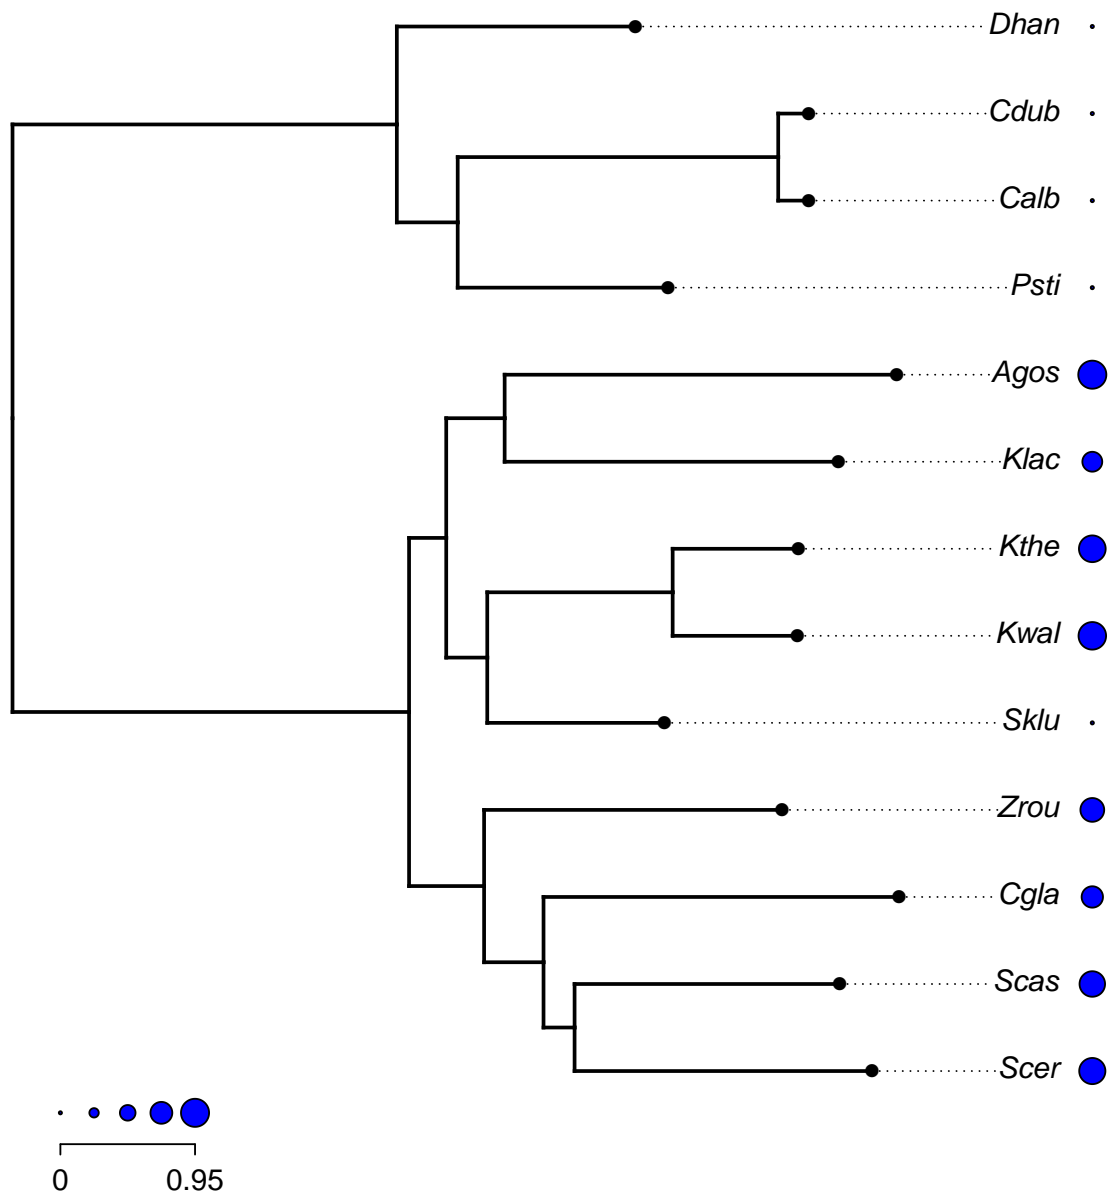 Dhan
Cdub
Calb
Psti
Agos
Klac
Kthe
Kwal
Sklu
Zrou
Cgla
Scas
Scer
0 0.95